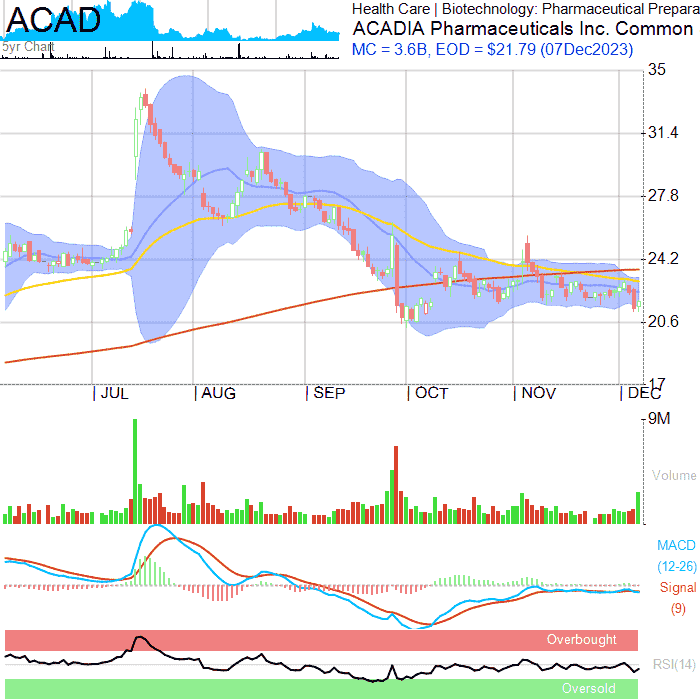 ACAD
Health Care | Biotechnology: Pharmaceutical Prepara
ACADIA Pharmaceuticals Inc. Common
MC = 3.6B, EOD = $21.79 (07Dec2023)
5yr Chart
35
31.4
27.8
24.2
20.6
17
JUL AUG SEP OCT NOV DEC
9M
Volume
MACD
(12-26)
Signal
(9)
Overbought
RSI(14)
Oversold